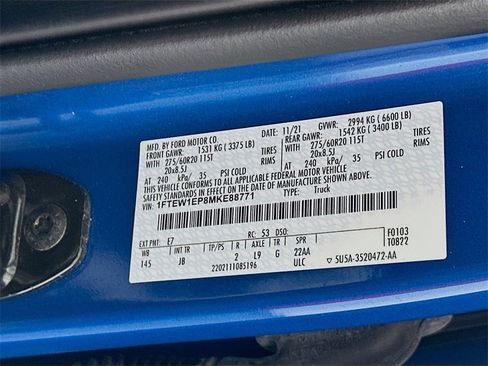 MFD. BY FORD MOTOR CO. 11/21 GVWR: 2994 KG ( 6600 LB)
FRONT GAWR: 1531 KG ( 3375 LB) REAR GAWR: 1542 KG ( 3400 LB)
275/60R20 115T RIMS 275/60R20 115T RIMS
20x8.5J 20x8.5J
AT 240 kPa/ 35 PSI COLD AT 240 kPa/ 35 PSI COLD
THIS VEHICLE CONFORMS TO ALL APPLICABLE FEDERAL MOTOR VEHICLE
SAFETY STANDARDS IN EFFECT ON THE DATE OF MANUFACTURE SHOWN ABOVE.
VIN: 1FTEW1EP8MKE88771 TYPE: Truck
EXT PNT: E7 RC: 53 DSO: F0103
WB INT TR TP/PS R AXLE TR SPR T0822
145 JB 2 L9 G 22AA
2202111085196 ULC 5U5A-3520472-AA